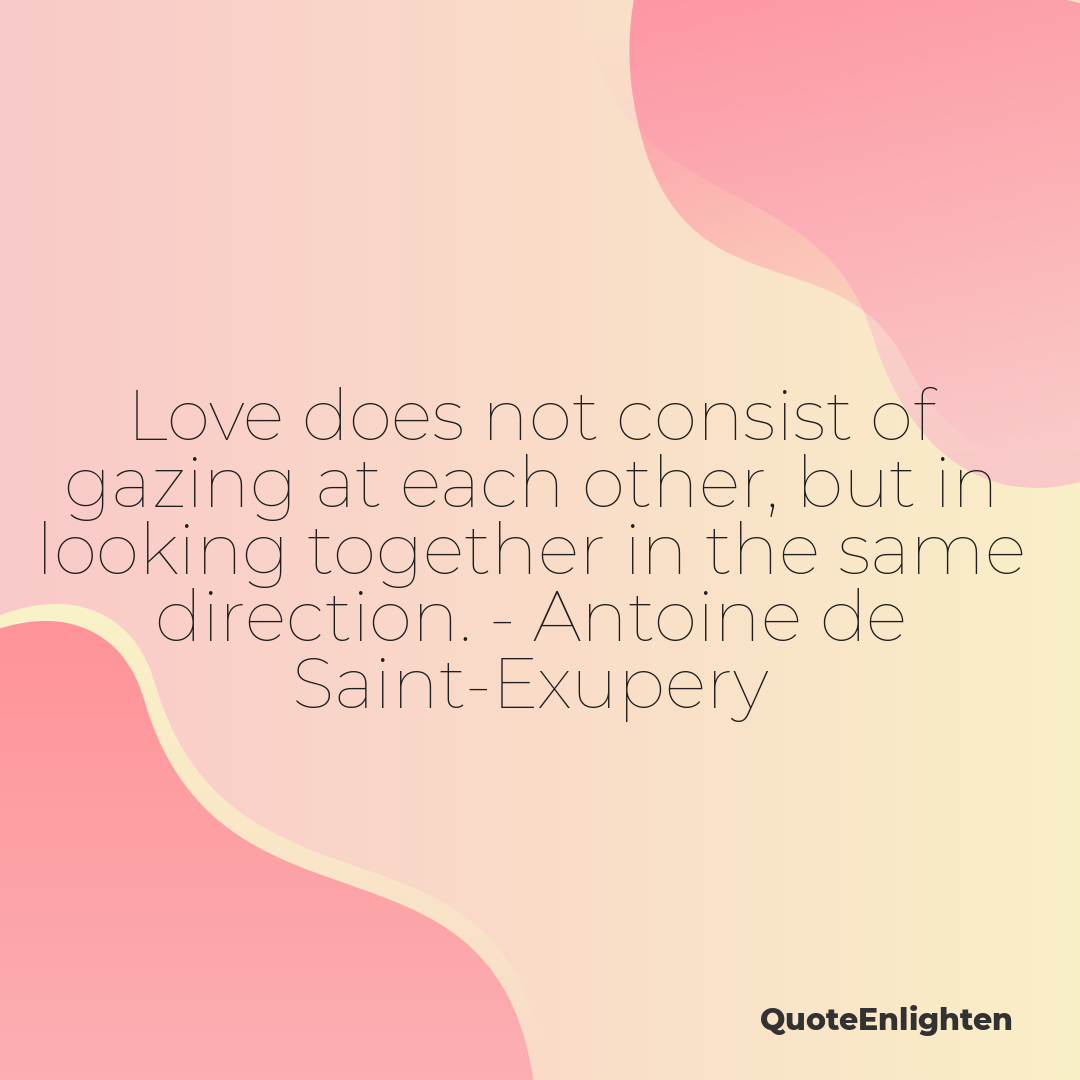 Love does not consist of
gazing at each other, but in
looking together in the same
direction. - Antoine de
Saint-Exupery
QuoteEnlighten